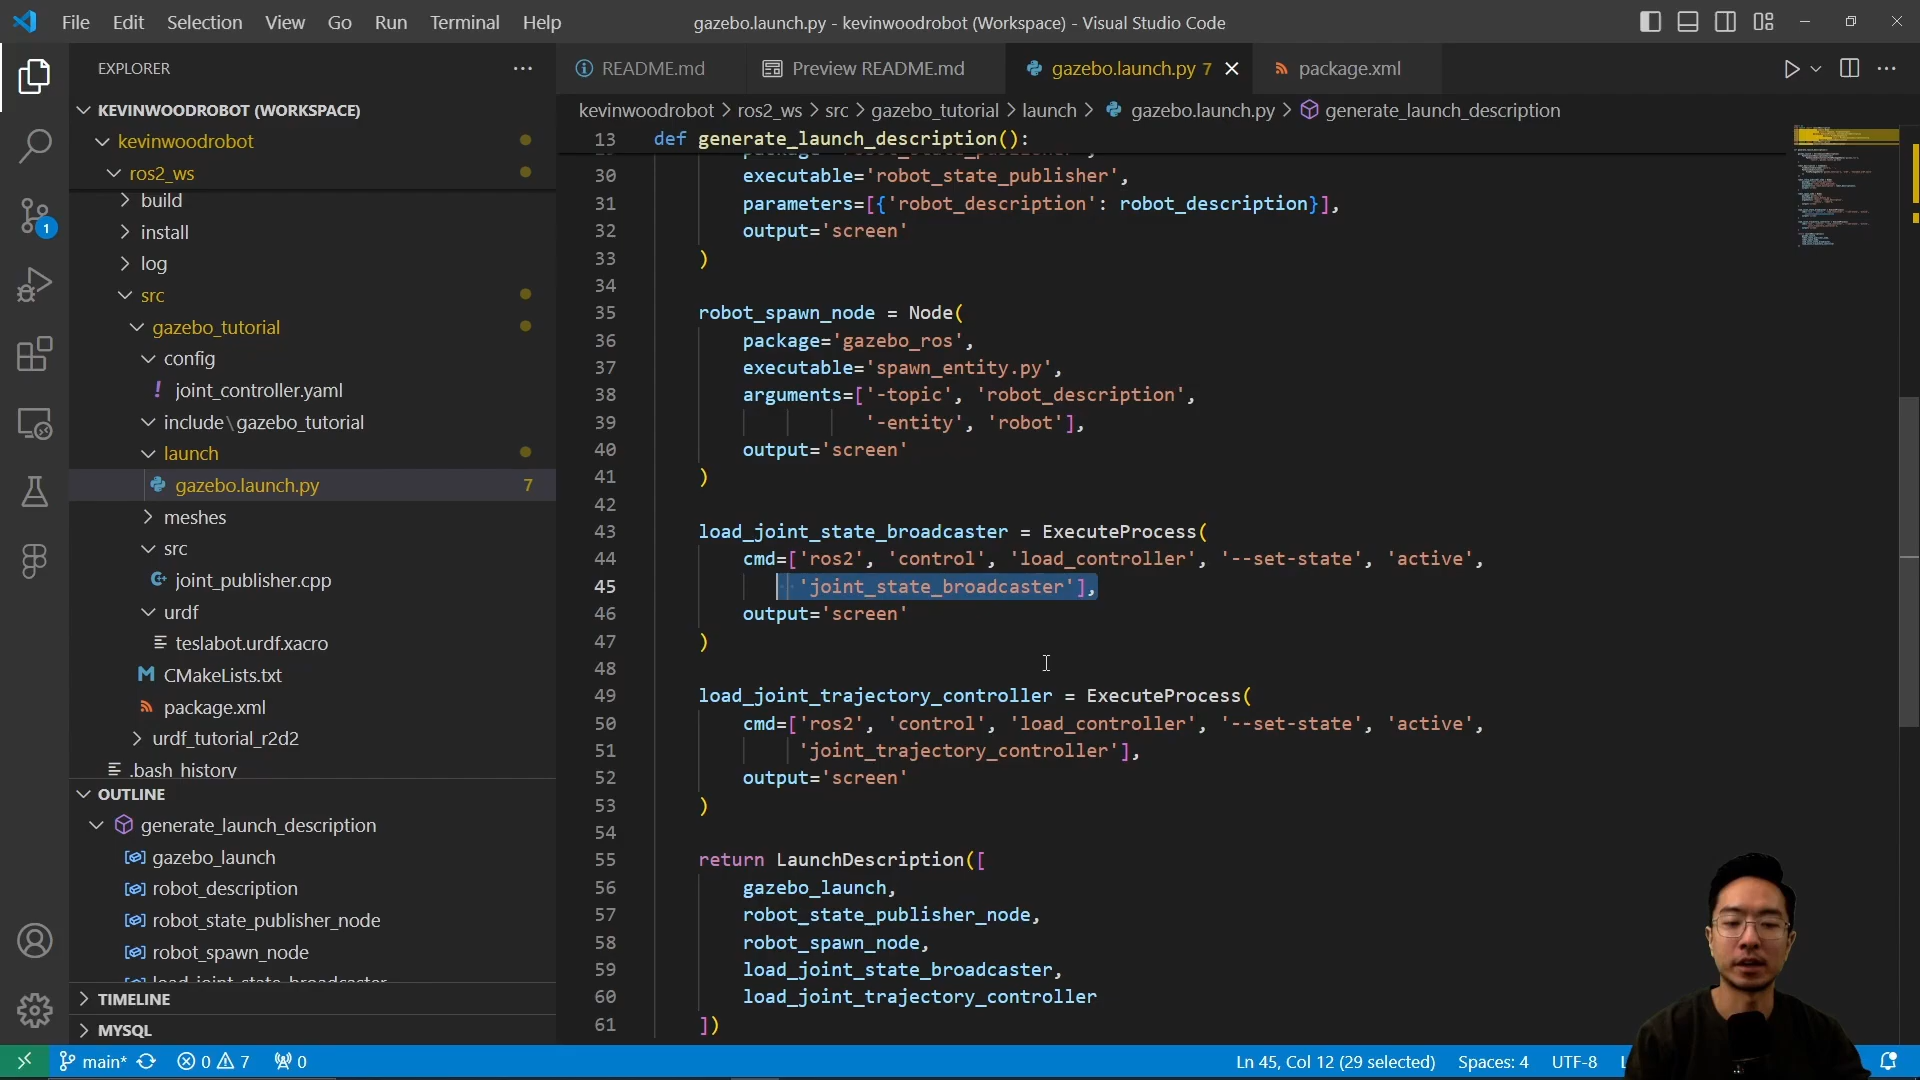 File Edit Selection View Go Run Terminal Help
gazebo.launch.py - kevinwoodrobot (Workspace) - Visual Studio Code
EXPLORER
KEVINWOODROBOT (WORKSPACE)
kevinwoodrobot
ros2_ws
build
install
log
src
gazebo_tutorial
config
! joint_controller.yaml
include\gazebo_tutorial
launch
gazebo.launch.py 7
meshes
src
joint_publisher.cpp
urdf
teslabot.urdf.xacro
CMakeLists.txt
package.xml
urdf_tutorial_r2d2
.bash_history
OUTLINE
generate_launch_description
gazebo_launch
robot_description
robot_state_publisher_node
robot_spawn_node
load_joint_state_broadcaster
TIMELINE
MYSQL
1
README.md Preview README.md gazebo.launch.py 7 package.xml
kevinwoodrobot > ros2_ws > src > gazebo_tutorial > launch > gazebo.launch.py > generate_launch_description
13 def generate_launch_description():
30 executable='robot_state_publisher',
31 parameters=[{'robot_description': robot_description}],
32 output='screen'
33 )
34
35 robot_spawn_node = Node(
36 package='gazebo_ros',
37 executable='spawn_entity.py',
38 arguments=['-topic', 'robot_description',
39 '-entity', 'robot'],
40 output='screen'
41 )
42
43 load_joint_state_broadcaster = ExecuteProcess(
44 cmd=['ros2', 'control', 'load_controller', '--set-state', 'active',
45 'joint_state_broadcaster'],
46 output='screen'
47 )
48
49 load_joint_trajectory_controller = ExecuteProcess(
50 cmd=['ros2', 'control', 'load_controller', '--set-state', 'active',
51 'joint_trajectory_controller'],
52 output='screen'
53 )
54
55 return LaunchDescription([
56 gazebo_launch,
57 robot_state_publisher_node,
58 robot_spawn_node,
59 load_joint_state_broadcaster,
60 load_joint_trajectory_controller
61 ])
main* 0 7 0 Ln 45, Col 12 (29 selected) Spaces: 4 UTF-8